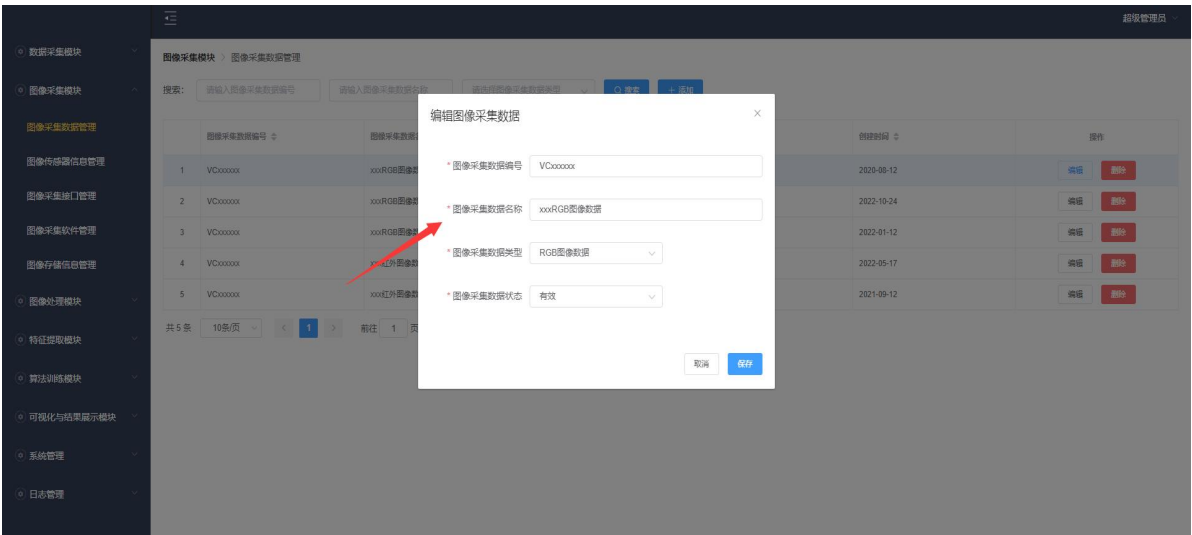 超级管理员
数据采集模块
图像采集模块
图像采集数据管理
图像传感器信息管理
图像采集接口管理
图像采集软件管理
图像存储信息管理
图像处理模块
特征提取模块
算法训练模块
可视化与结果展示模块
系统管理
日志管理
图像采集模块 > 图像采集数据管理
搜索: 请输入图像采集数据编号 请输入图像采集数据名称 请选择图像采集数据类型 搜索 + 添加
图像采集数据编号 图像采集数据 创建时间 操作
1 VCxxxxxx xxxRGB图像数 2020-08-12 编辑 删除
2 VCxxxxxx xxxRGB图像数 2022-10-24 编辑 删除
3 VCxxxxxx xxxRGB图像数 2022-01-12 编辑 删除
4 VCxxxxxx xxx红外图像数 2022-05-17 编辑 删除
5 VCxxxxxx xxx红外图像数 2021-09-12 编辑 删除
共 5 条 10条/页 < 1 > 前往 1 页
编辑图像采集数据 ×
* 图像采集数据编号 VCxxxxxx
* 图像采集数据名称 xxxRGB图像数据
* 图像采集数据类型 RGB图像数据
* 图像采集数据状态 有效
取消 保存